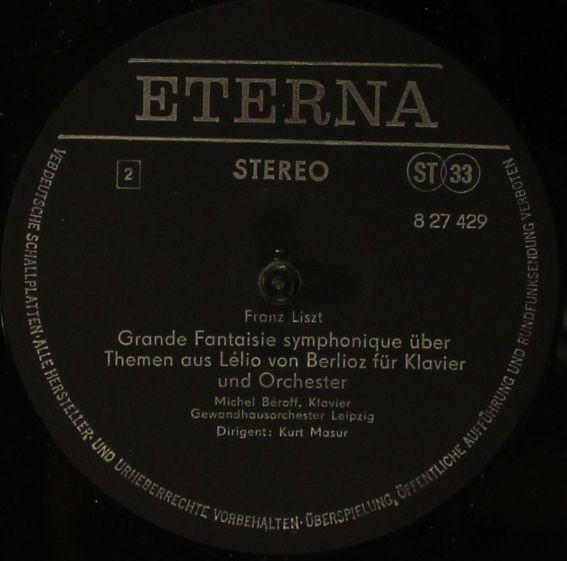 ETERNA
2
STEREO
ST 33
8 27 429
Franz Liszt
Grande Fantaisie symphonique über
Themen aus Lélio von Berlioz für Klavier
und Orchester
Michel Béroff, Klavier
Gewandhausorchester Leipzig
Dirigent: Kurt Masur
VEB DEUTSCHE SCHALLPLATTEN · ALLE HERSTELLER- UND URHEBERRECHTE VORBEHALTEN · ÜBERSPIELUNG, ÖFFENTLICHE AUFFÜHRUNG UND RUNDFUNKSENDUNG VERBOTEN